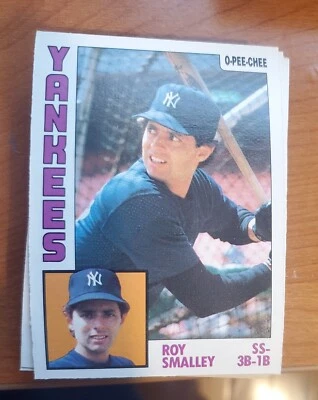 O-PEE-CHEE
YANKEES
NY
NY
ROY SS-
SMALLEY 3B-1B